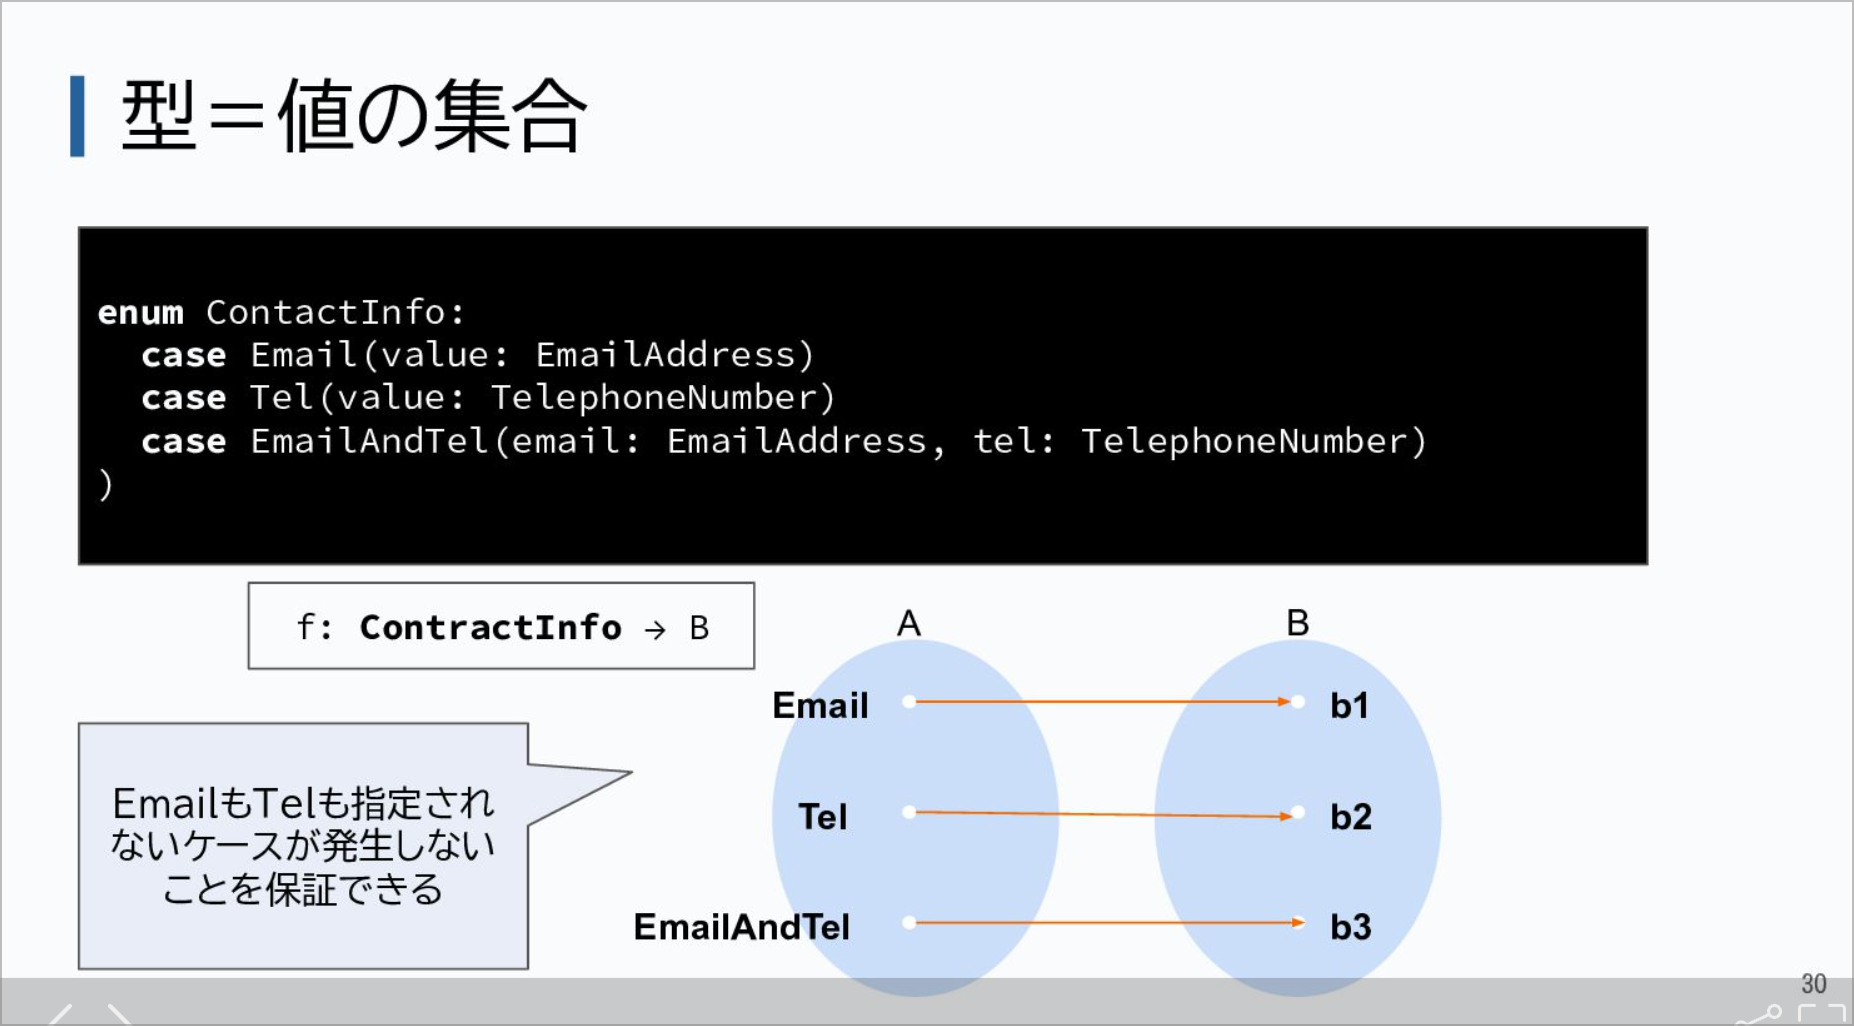 型＝値の集合
enum ContactInfo:
  case Email(value: EmailAddress)
  case Tel(value: TelephoneNumber)
  case EmailAndTel(email: EmailAddress, tel: TelephoneNumber)
)
f: ContractInfo → B
A
B
Email
b1
Tel
b2
EmailAndTel
b3
EmailもTelも指定され
ないケースが発生しない
ことを保証できる
30